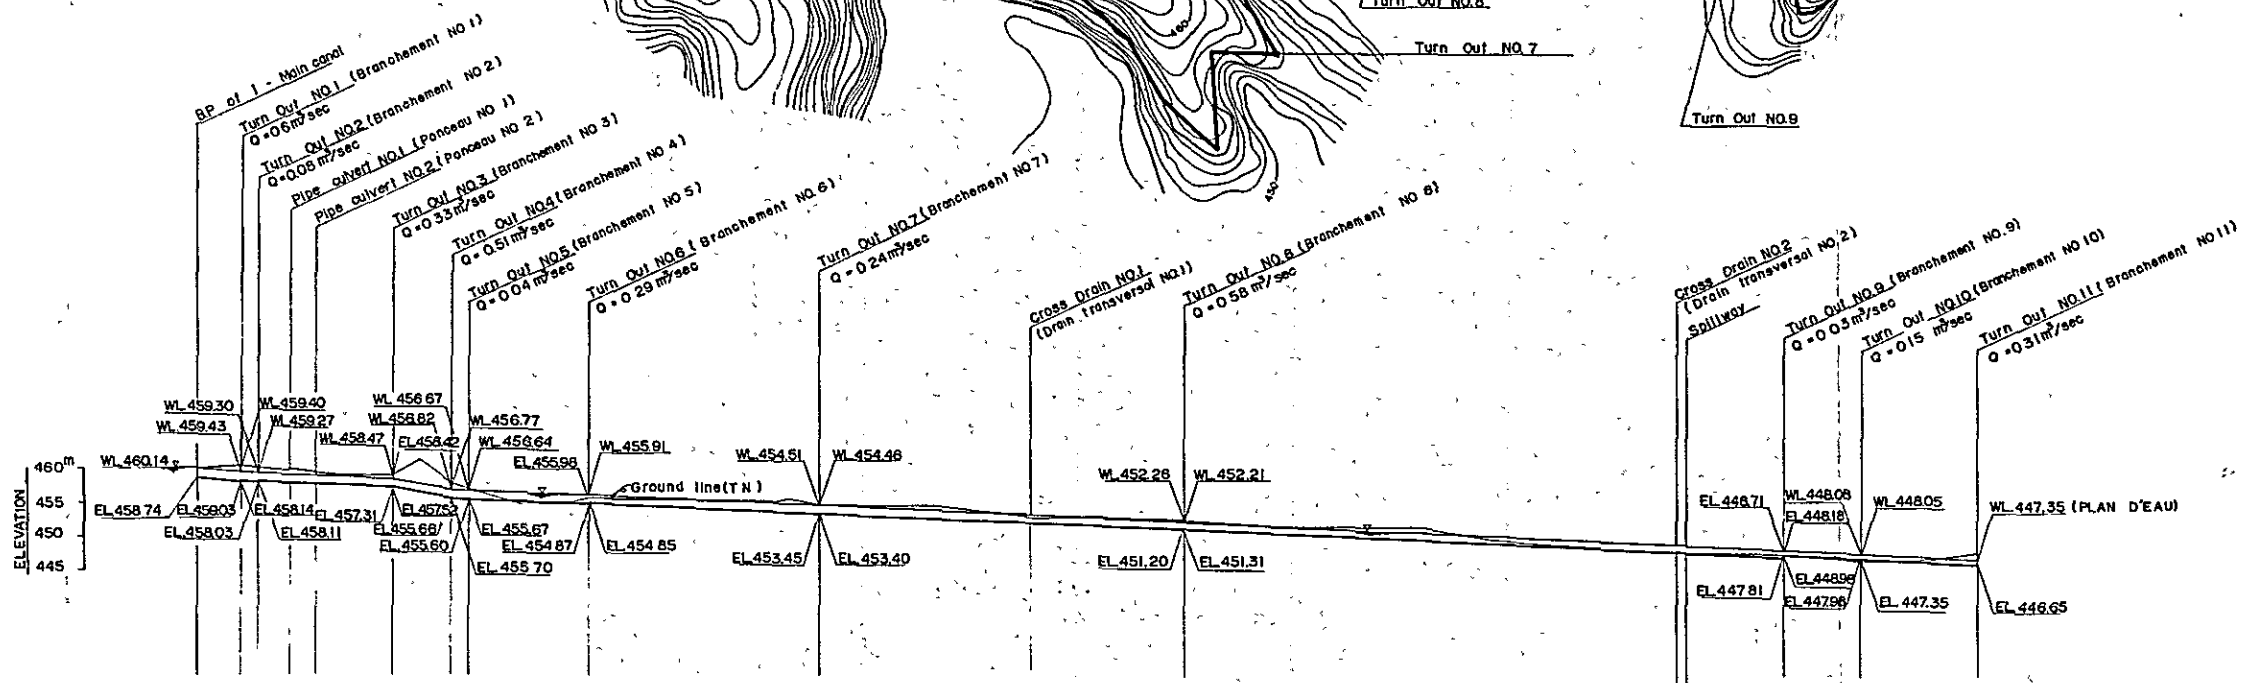 Turn Out NO.8
460
Turn Out NO.7
450
Turn Out NO.9
B.P. of 1 - Main canal
Turn Out NO.1 (Branchement NO 1)
Q = 0.6 m³/sec
Turn Out NO.2 (Branchement NO 2)
Q = 0.08 m³/sec
Pipe culvert NO.1 (Ponceau NO 1)
Pipe culvert NO.2 (Ponceau NO 2)
Turn Out NO.3 (Branchement NO 3)
Q = 0.33 m³/sec
Turn Out NO.4 (Branchement NO 4)
Q = 0.51 m³/sec
Turn Out NO.5 (Branchement NO 5)
Q = 0 04 m³/sec
Turn Out NO.6 (Branchement NO.6)
Q = 0 29 m³/sec
Turn Out NO.7 (Branchement NO 7)
Q = 0 24 m³/sec
Cross Drain NO.1
(Drain transversal NO.1)
Turn Out NO.8 (Branchement NO 8)
Q = 0 58 m³/sec
Cross Drain NO.2
(Drain transversal NO.2)
Spillway
Turn Out NO.9 (Branchement NO.9)
Q = 0 03 m³/sec
Turn Out NO.10 (Branchement NO 10)
Q = 0 15 m³/sec
Turn Out NO.11 (Branchement NO 11)
Q = 0 31 m³/sec
WL.459.30
WL.459.40
WL.459.43
WL.459.27
WL.456 67
WL.456.82
WL.456.77
WL.458.47
EL.458.42
WL.456.64
EL.455.98
WL.455.91
WL.454.51
WL.454.46
WL.452.28
WL.452.21
EL.448.71
WL.448.08
EL.448.18
WL.448.05
WL.447.35 (PLAN D'EAU)
WL.460.14
ELEVATION
460m
455
450
445
Ground line (T N)
EL.458 74
EL.459.03
EL.458.14
EL.457.31
EL.457.52
EL.458.03
EL.458.11
EL.455.68
EL.455.67
EL.455.60
EL.454 87
EL.454 85
EL.455 70
EL.453.45
EL.453.40
EL.451.20
EL.451.31
EL.447 81
EL.448.98
EL.447.98
EL.447.35
EL.446.65